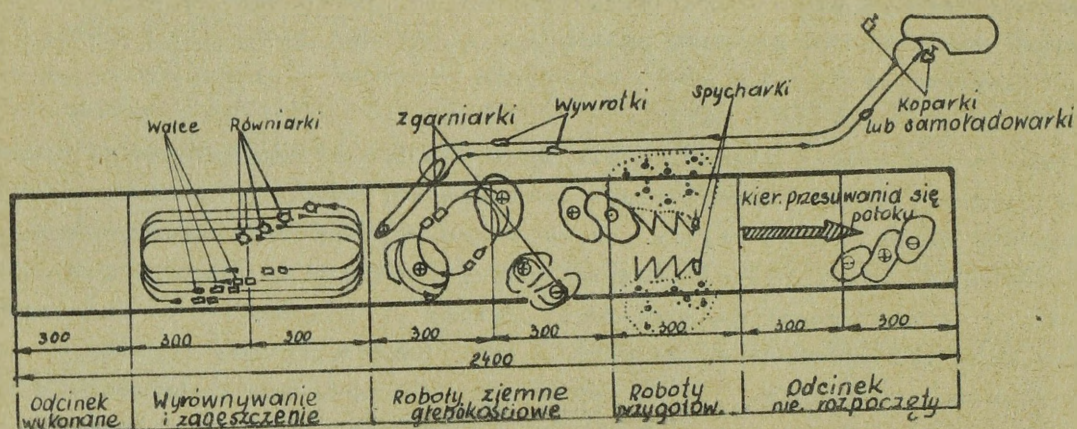 Spycharki
Wywrotki
Koparki
lub samoładowarki
Zgarniarki
Walce Równiarki
kier. przesuwania się
potoku
300 300 300 300 300 300 300 300
2400
Odcinek
wykonane
Wyrównywanie
i zagęszczenie
Roboty ziemne
głębokościowe
Roboty
przygotow.
Odcinek
nie. rozpoczęty